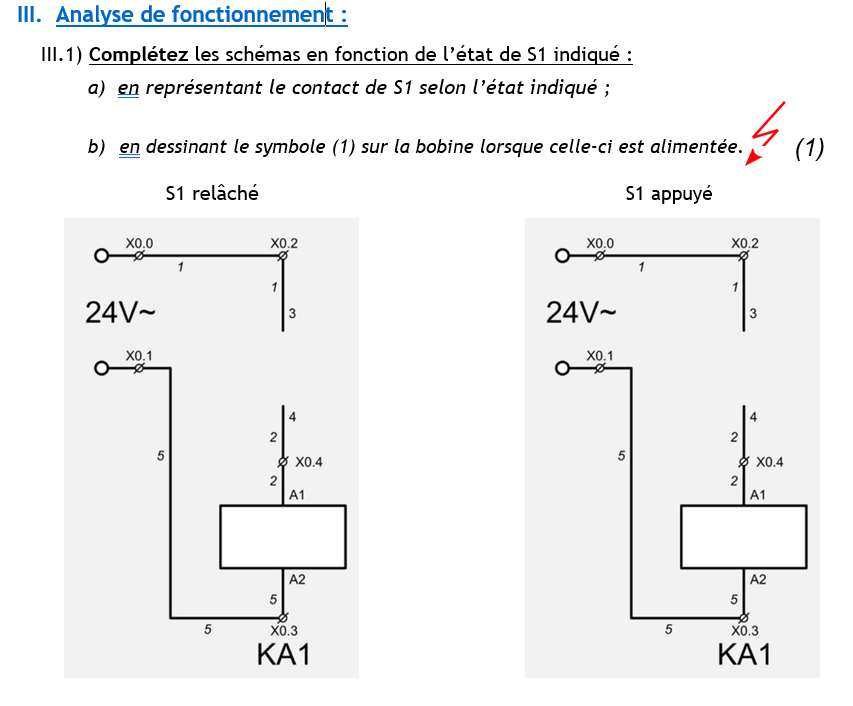 III. Analyse de fonctionnement :
III.1) Complétez les schémas en fonction de l’état de S1 indiqué :
a) en représentant le contact de S1 selon l’état indiqué ;
b) en dessinant le symbole (1) sur la bobine lorsque celle-ci est alimentée. (1)
S1 relâché S1 appuyé
X0.0 X0.2 X0.0 X0.2
1 1
1 1
24V~ 3 24V~ 3
X0.1 X0.1
4 4
2 2
5 X0.4 5 X0.4
2 2
A1 A1
A2 A2
5 5
5 X0.3 5 X0.3
KA1 KA1